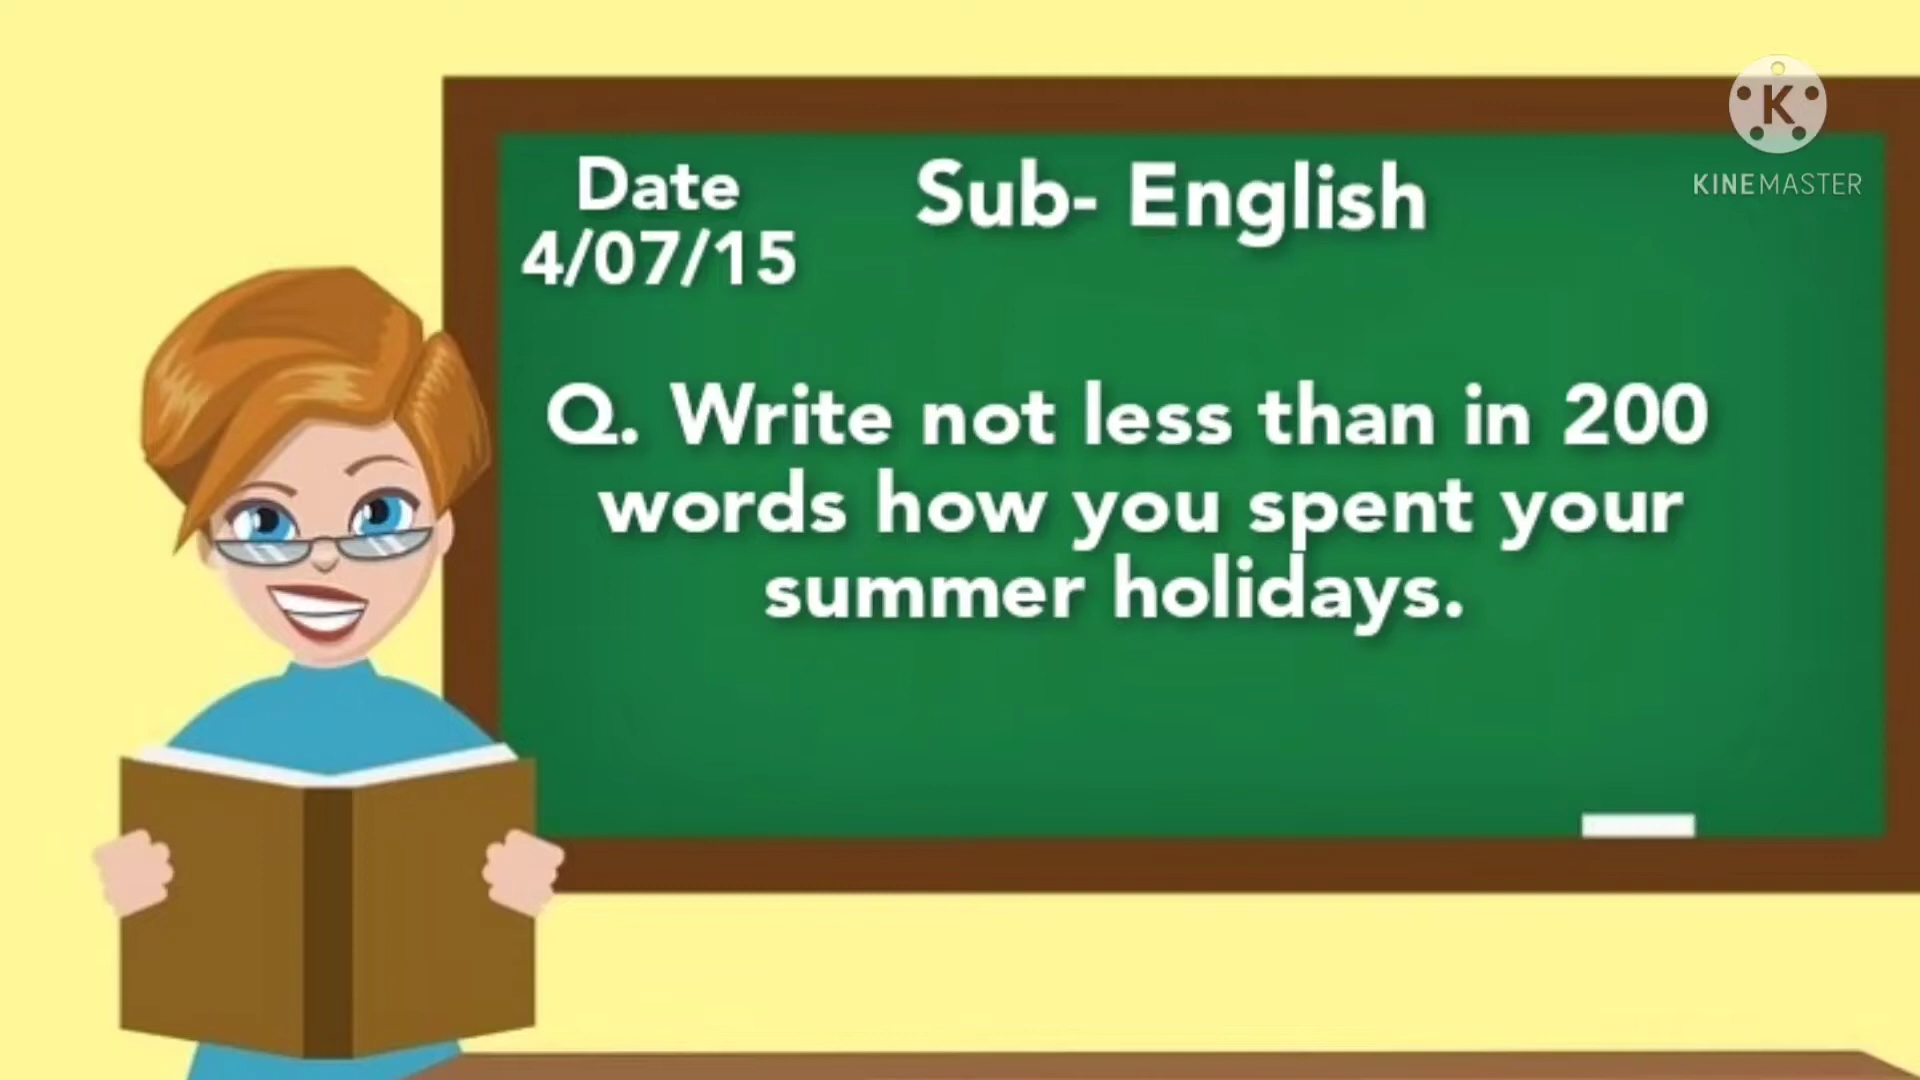 Date
4/07/15
Sub- English
K
KINEMASTER
Q. Write not less than in 200
words how you spent your
summer holidays.